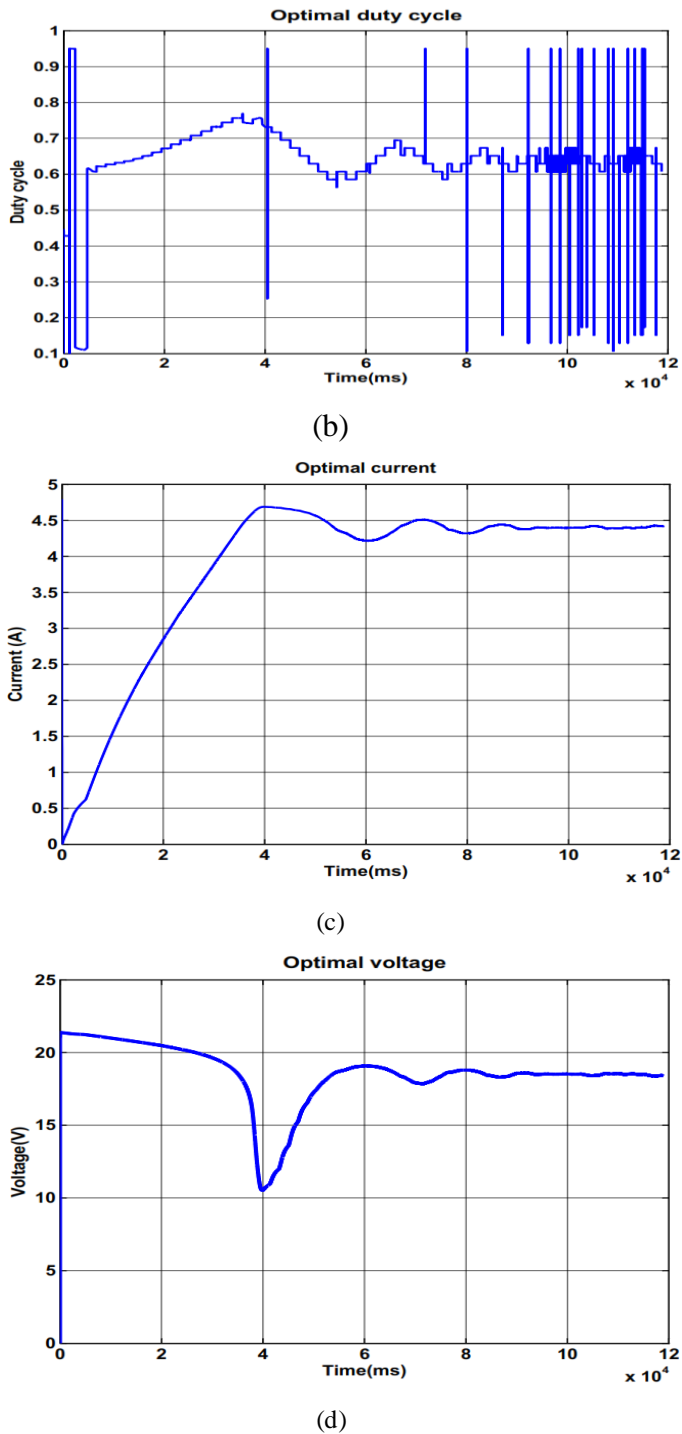 Optimal duty cycle
1
0.9
0.8
0.7
0.6
0.5
0.4
0.3
0.2
0.1
Duty cycle
0 2 4 6 8 10 12
Time(ms)
x 10^4
(b)
Optimal current
5
4.5
4
3.5
3
2.5
2
1.5
1
0.5
0
Current (A)
0 2 4 6 8 10 12
Time(ms)
x 10^4
(c)
Optimal voltage
25
20
15
10
5
0
Voltage(V)
0 2 4 6 8 10 12
Time(ms)
x 10^4
(d)